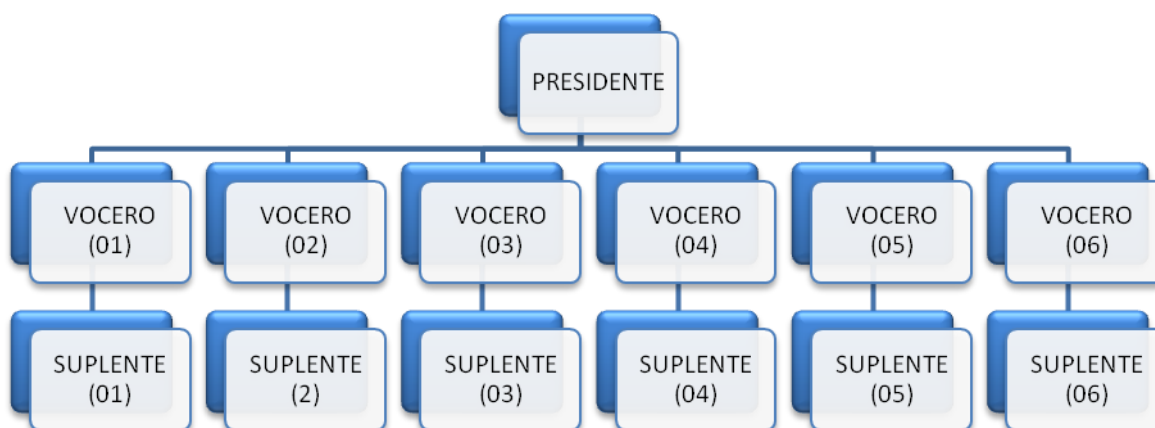 PRESIDENTE
VOCERO
(01)
VOCERO
(02)
VOCERO
(03)
VOCERO
(04)
VOCERO
(05)
VOCERO
(06)
SUPLENTE
(01)
SUPLENTE
(2)
SUPLENTE
(03)
SUPLENTE
(04)
SUPLENTE
(05)
SUPLENTE
(06)